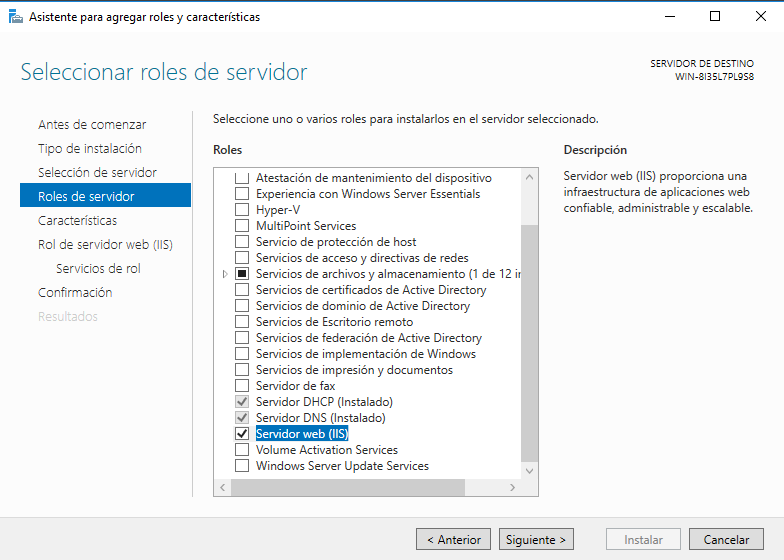 Asistente para agregar roles y características
Seleccionar roles de servidor
SERVIDOR DE DESTINO
WIN-8I35L7PL9S8
Antes de comenzar
Tipo de instalación
Selección de servidor
Roles de servidor
Características
Rol de servidor web (IIS)
Servicios de rol
Confirmación
Resultados
Seleccione uno o varios roles para instalarlos en el servidor seleccionado.
Roles
Atestación de mantenimiento del dispositivo
Experiencia con Windows Server Essentials
Hyper-V
MultiPoint Services
Servicio de protección de host
Servicios de acceso y directivas de redes
Servicios de archivos y almacenamiento (1 de 12 in
Servicios de certificados de Active Directory
Servicios de dominio de Active Directory
Servicios de Escritorio remoto
Servicios de federación de Active Directory
Servicios de implementación de Windows
Servicios de impresión y documentos
Servidor de fax
Servidor DHCP (Instalado)
Servidor DNS (Instalado)
Servidor web (IIS)
Volume Activation Services
Windows Server Update Services
Descripción
Servidor web (IIS) proporciona una
infraestructura de aplicaciones web
confiable, administrable y escalable.
< Anterior
Siguiente >
Instalar
Cancelar